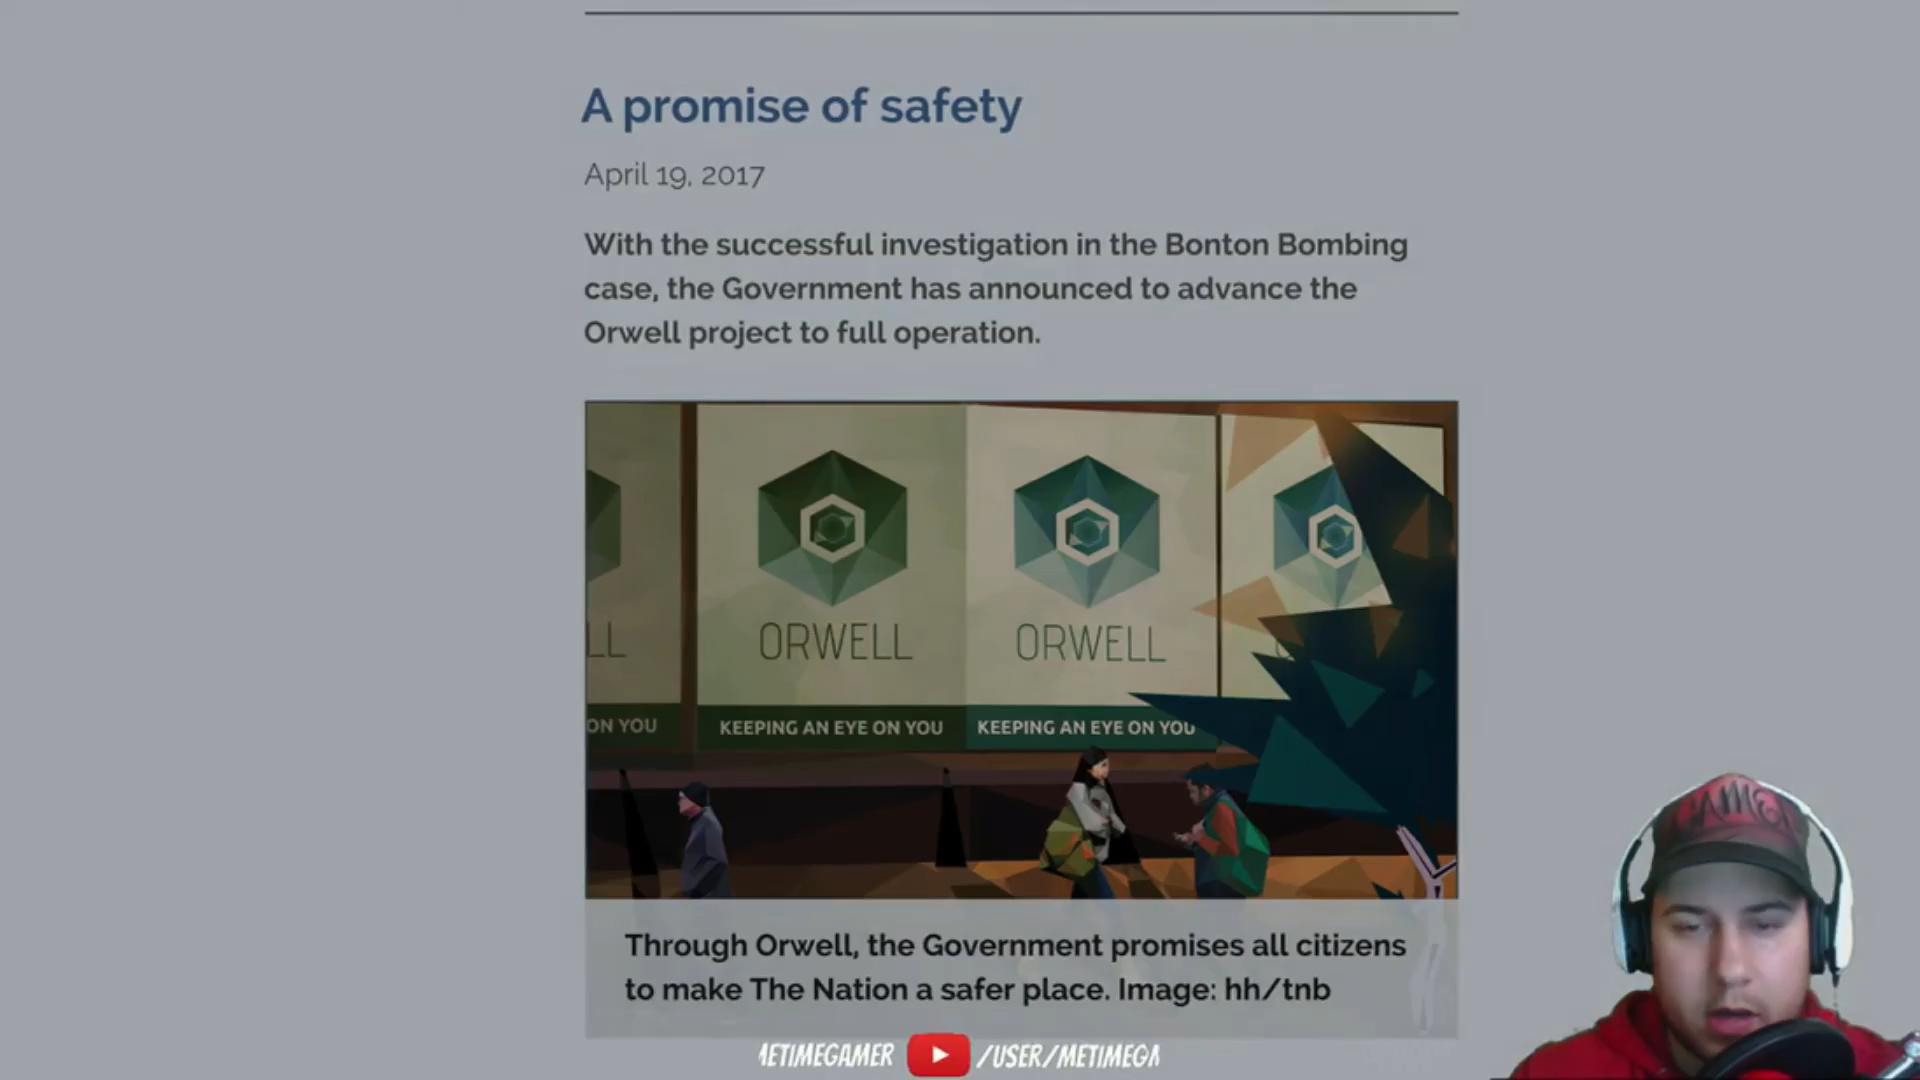 A promise of safety
April 19, 2017
With the successful investigation in the Bonton Bombing
case, the Government has announced to advance the
Orwell project to full operation.
LL
ORWELL
ORWELL
ON YOU
KEEPING AN EYE ON YOU
KEEPING AN EYE ON YOU
Through Orwell, the Government promises all citizens
to make The Nation a safer place. Image: hh/tnb
METIMEGAMER
/USER/METIMEGA